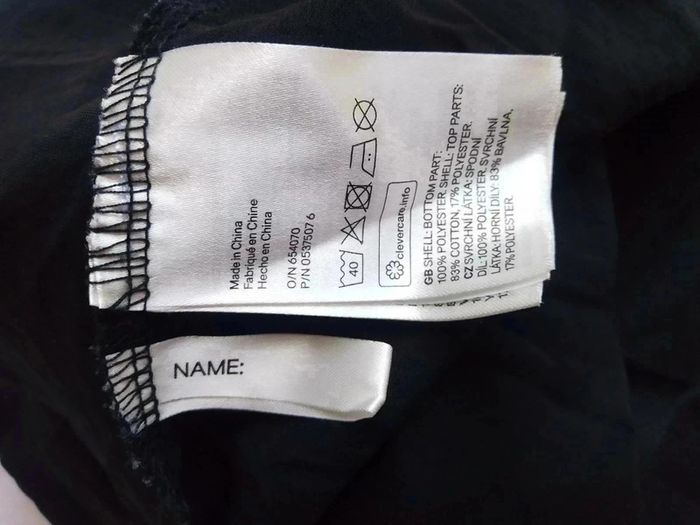 Made in China
Fabriqué en Chine
Hecho en China
O/N 654070
P/N 0537507 6
40
clevercare.info
GB SHELL: BOTTOM PART:
100% POLYESTER, SHELL: TOP PARTS:
83% COTTON, 17% POLYESTER.
CZ SVRCHNÍ LÁTKA: SPODNÍ
DÍL: 100% POLYESTER, SVRCHNÍ
LÁTKA: HORNÍ DÍLY: 83% BAVLNA,
17% POLYESTER.
NAME: